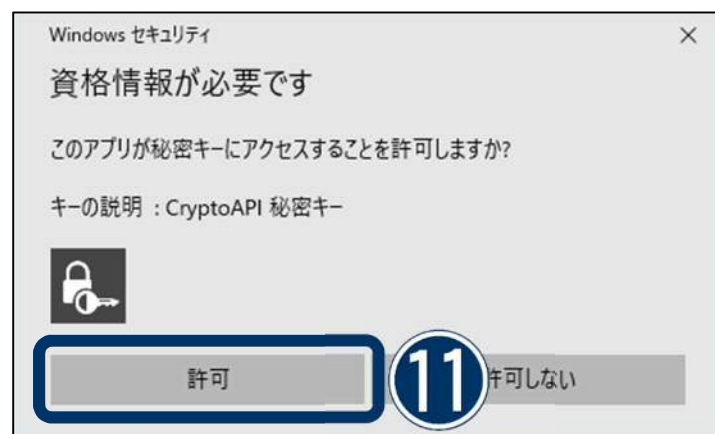 Windows セキュリティ
資格情報が必要です
このアプリが秘密キーにアクセスすることを許可しますか?
キーの説明 : CryptoAPI 秘密キー
許可
11
許可しない